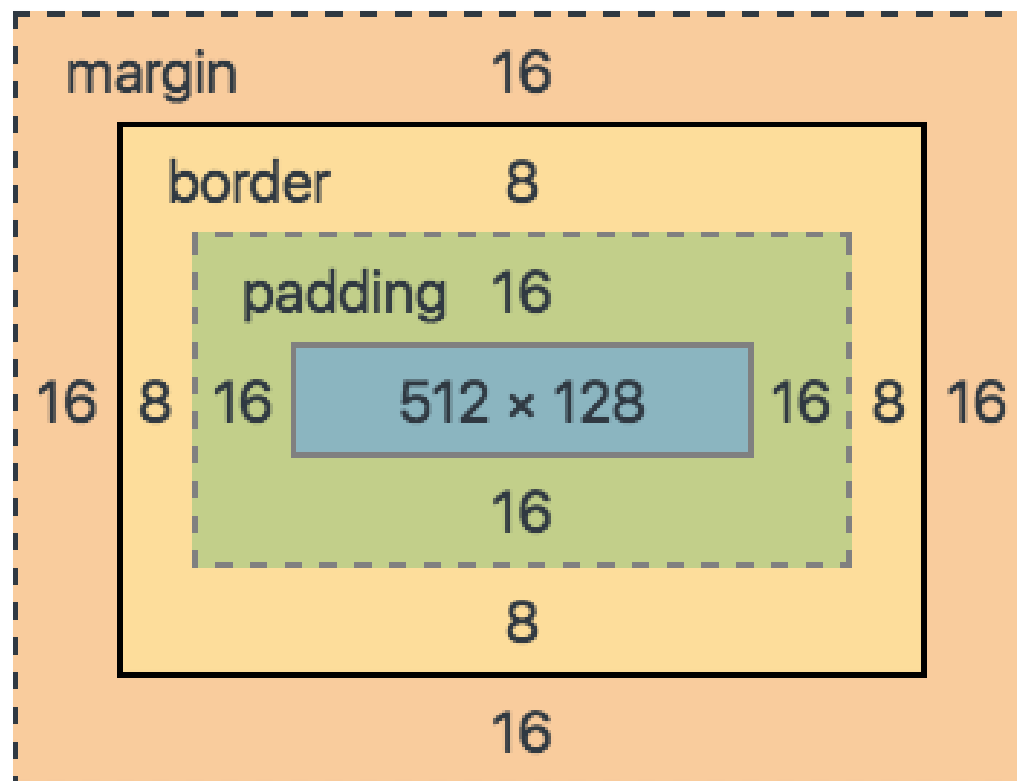 margin 16
border 8
padding 16
16 8 16 512 × 128 16 8 16
16
8
16